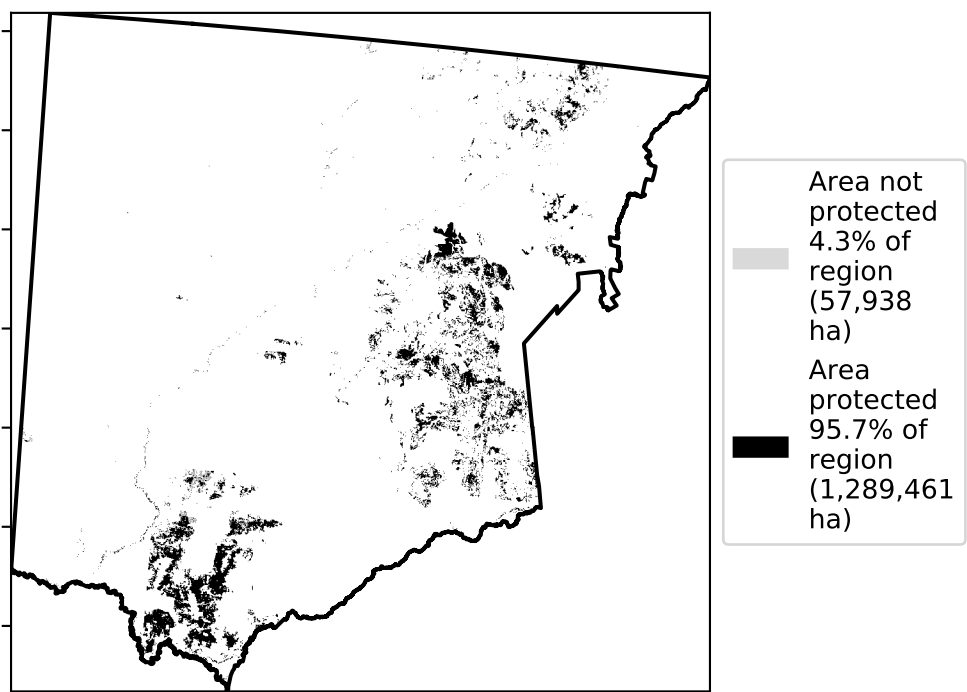 Area not
protected
4.3% of
region
(57,938
ha)
Area
protected
95.7% of
region
(1,289,461
ha)